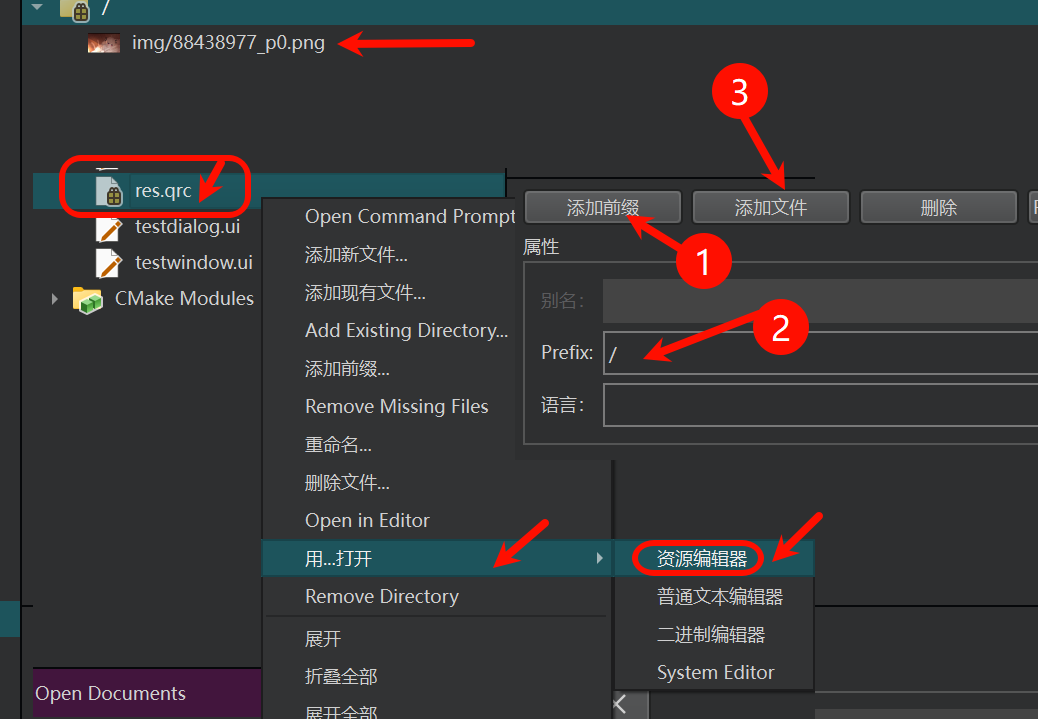 /
img/88438977_p0.png
3
res.qrc
testdialog.ui
testwindow.ui
CMake Modules
Open Command Prompt
添加新文件...
添加现有文件...
Add Existing Directory...
添加前缀...
Remove Missing Files
重命名...
删除文件...
Open in Editor
用...打开
Remove Directory
展开
折叠全部
展开全部
添加前缀 添加文件 删除
1
属性
别名：
2
Prefix: /
语言：
资源编辑器
普通文本编辑器
二进制编辑器
System Editor
Open Documents